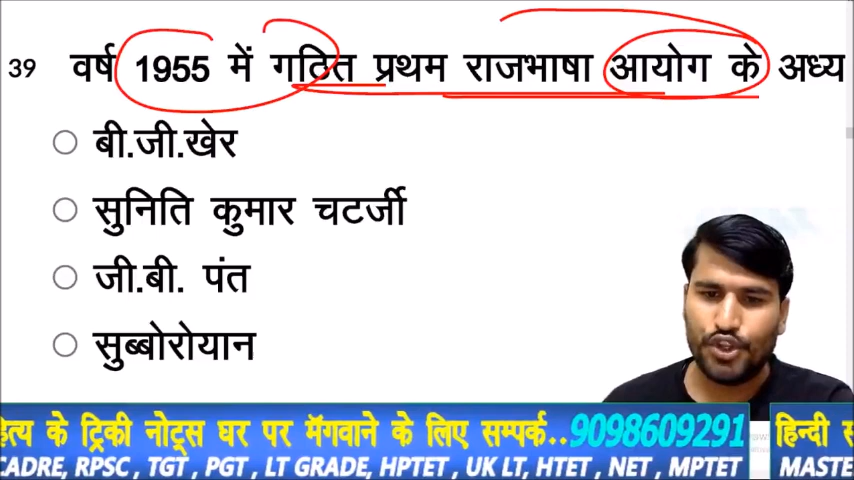 39 वर्ष 1955 में गठित प्रथम राजभाषा आयोग के अध्य
बी.जी.खेर
सुनिति कुमार चटर्जी
जी.बी. पंत
सुब्बोरोयान
हित्य के ट्रिकी नोट्स घर पर मँगवाने के लिए सम्पर्क..9098609291 हिन्दी स
CADRE, RPSC , TGT , PGT , LT GRADE, HPTET , UK LT, HTET , NET , MPTET MASTE